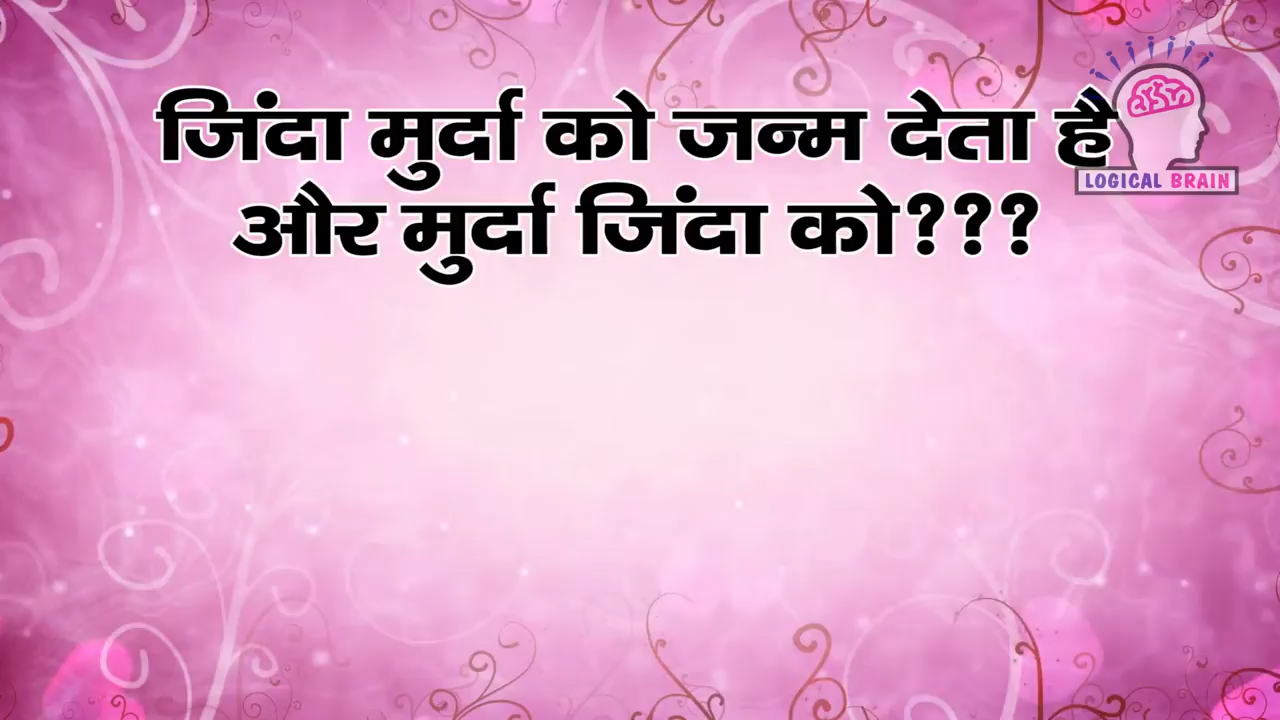 जिंदा मुर्दा को जन्म देता है
और मुर्दा जिंदा को???
LOGICAL BRAIN